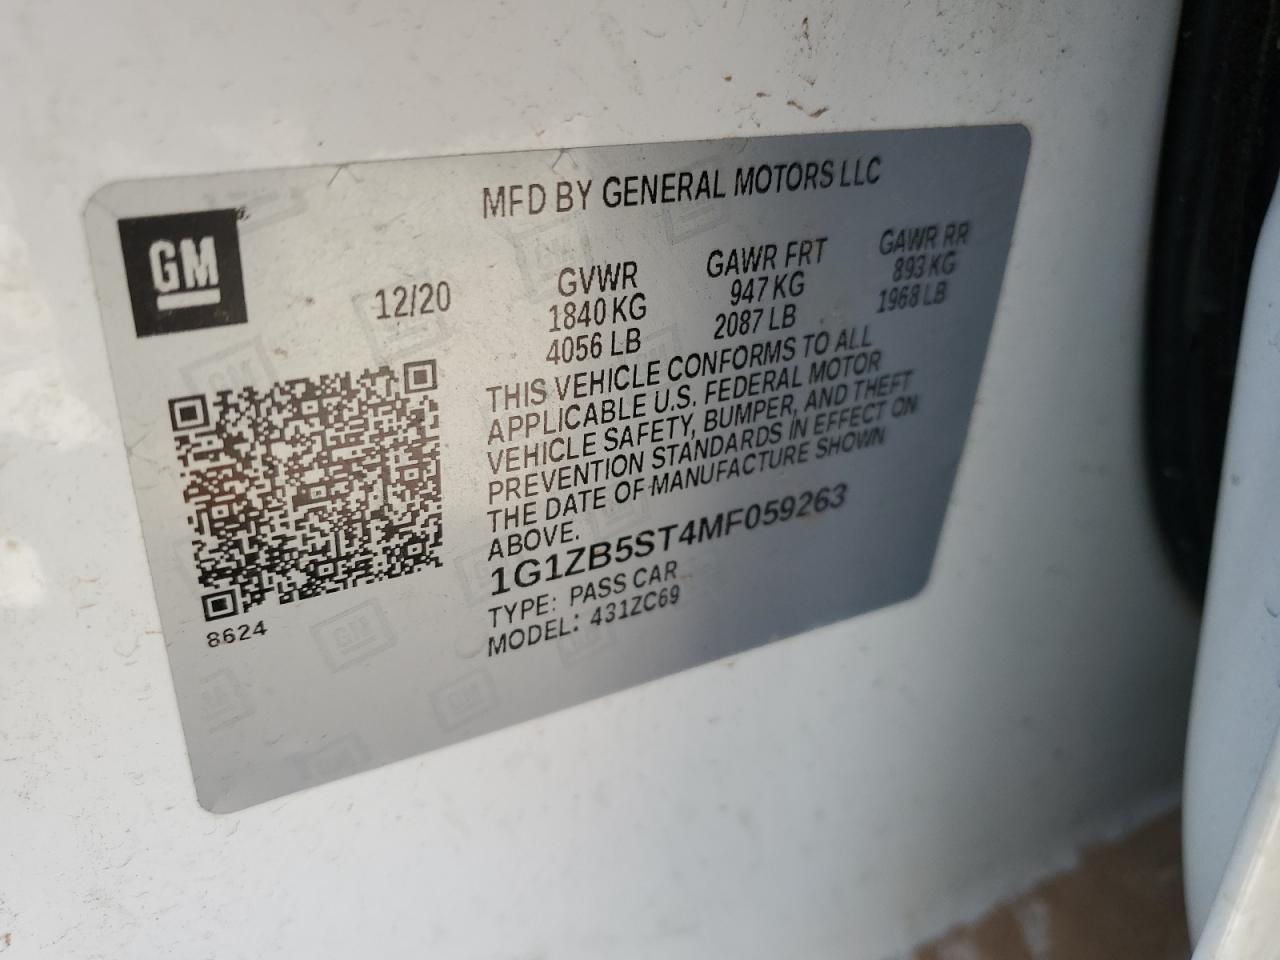 MFD BY GENERAL MOTORS LLC
GM
12/20
GVWR
1840 KG
4056 LB
GAWR FRT
947 KG
2087 LB
GAWR RR
893 KG
1968 LB
THIS VEHICLE CONFORMS TO ALL
APPLICABLE U.S. FEDERAL MOTOR
VEHICLE SAFETY, BUMPER, AND THEFT
PREVENTION STANDARDS IN EFFECT ON
THE DATE OF MANUFACTURE SHOWN
ABOVE.
1G1ZB5ST4MF059263
TYPE: PASS CAR
MODEL: 431ZC69
8624